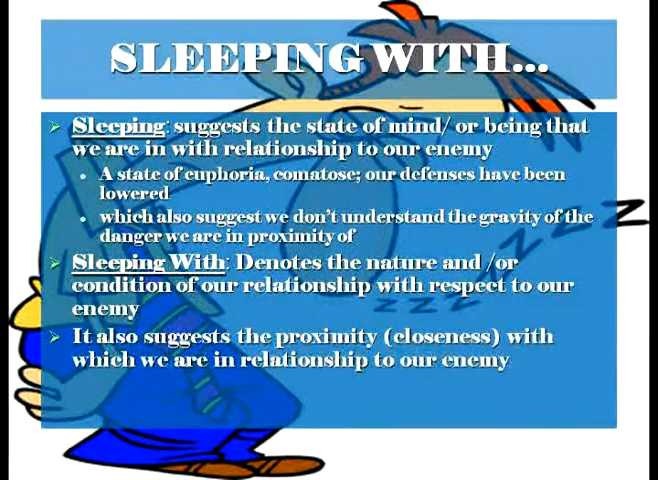 SLEEPING WITH...
Sleeping: suggests the state of mind/ or being that
we are in with relationship to our enemy
A state of euphoria, comatose; our defenses have been
lowered
which also suggest we don't understand the gravity of the
danger we are in proximity of
Sleeping With: Denotes the nature and /or
condition of our relationship with respect to our
enemy
It also suggests the proximity (closeness) with
which we are in relationship to our enemy
zzzz
zzz